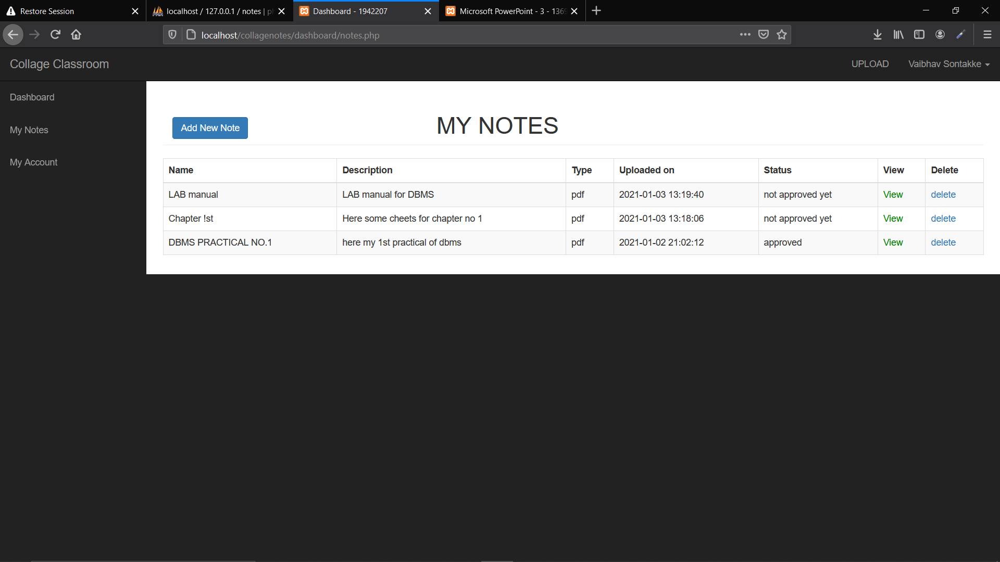 Restore Session
localhost / 127.0.0.1 / notes | ph
Dashboard - 1942207
Microsoft PowerPoint - 3 - 1369
localhost/collagenotes/dashboard/notes.php
Collage Classroom
UPLOAD
Vaibhav Sontakke
Dashboard
My Notes
My Account
Add New Note
MY NOTES
Name Description Type Uploaded on Status View Delete
LAB manual LAB manual for DBMS pdf 2021-01-03 13:19:40 not approved yet View delete
Chapter !st Here some cheets for chapter no 1 pdf 2021-01-03 13:18:06 not approved yet View delete
DBMS PRACTICAL NO.1 here my 1st practical of dbms pdf 2021-01-02 21:02:12 approved View delete